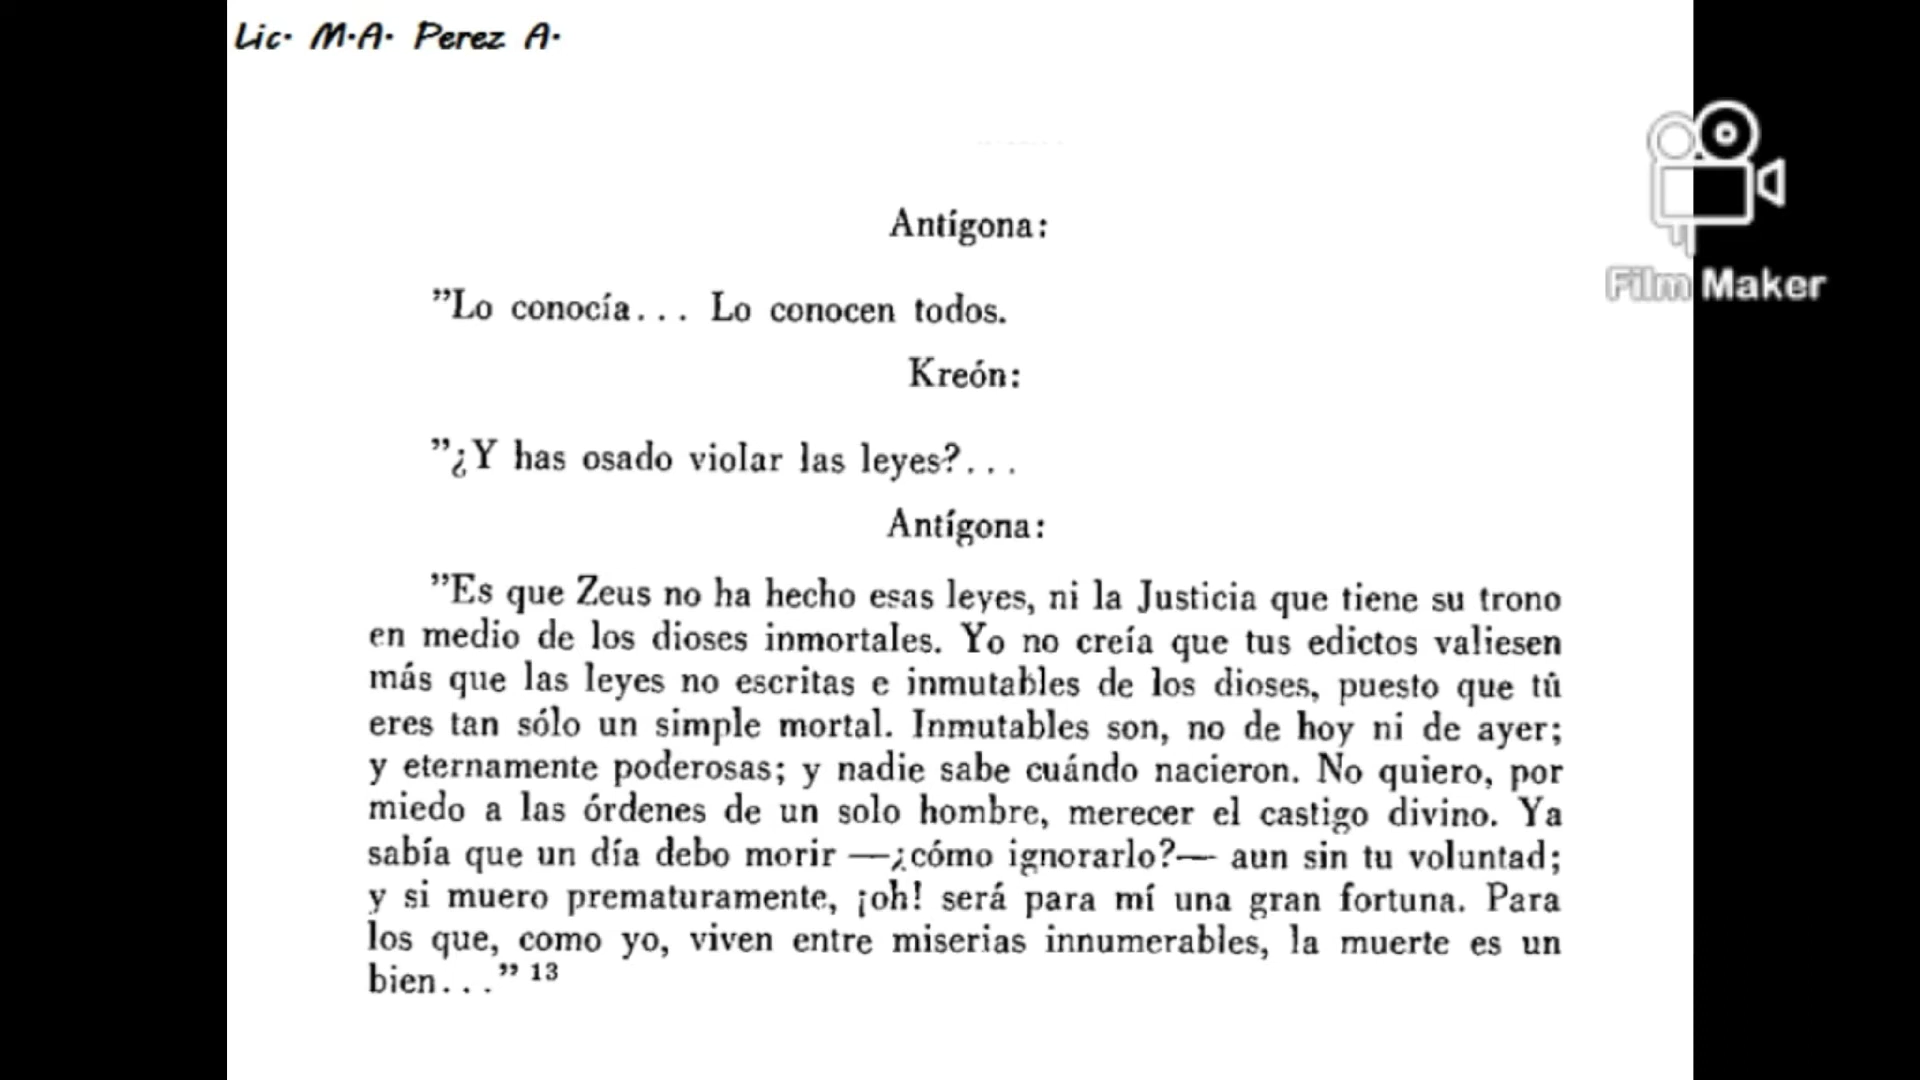 Lic. M.A. Perez A.
Film Maker
Antígona:
”Lo conocía... Lo conocen todos.
Kreón:
”¿Y has osado violar las leyes?...
Antígona:
”Es que Zeus no ha hecho esas leyes, ni la Justicia que tiene su trono
en medio de los dioses inmortales. Yo no creía que tus edictos valiesen
más que las leyes no escritas e inmutables de los dioses, puesto que tú
eres tan sólo un simple mortal. Inmutables son, no de hoy ni de ayer;
y eternamente poderosas; y nadie sabe cuándo nacieron. No quiero, por
miedo a las órdenes de un solo hombre, merecer el castigo divino. Ya
sabía que un día debo morir —¿cómo ignorarlo?— aun sin tu voluntad;
y si muero prematuramente, ¡oh! será para mí una gran fortuna. Para
los que, como yo, viven entre miserias innumerables, la muerte es un
bien...” 13